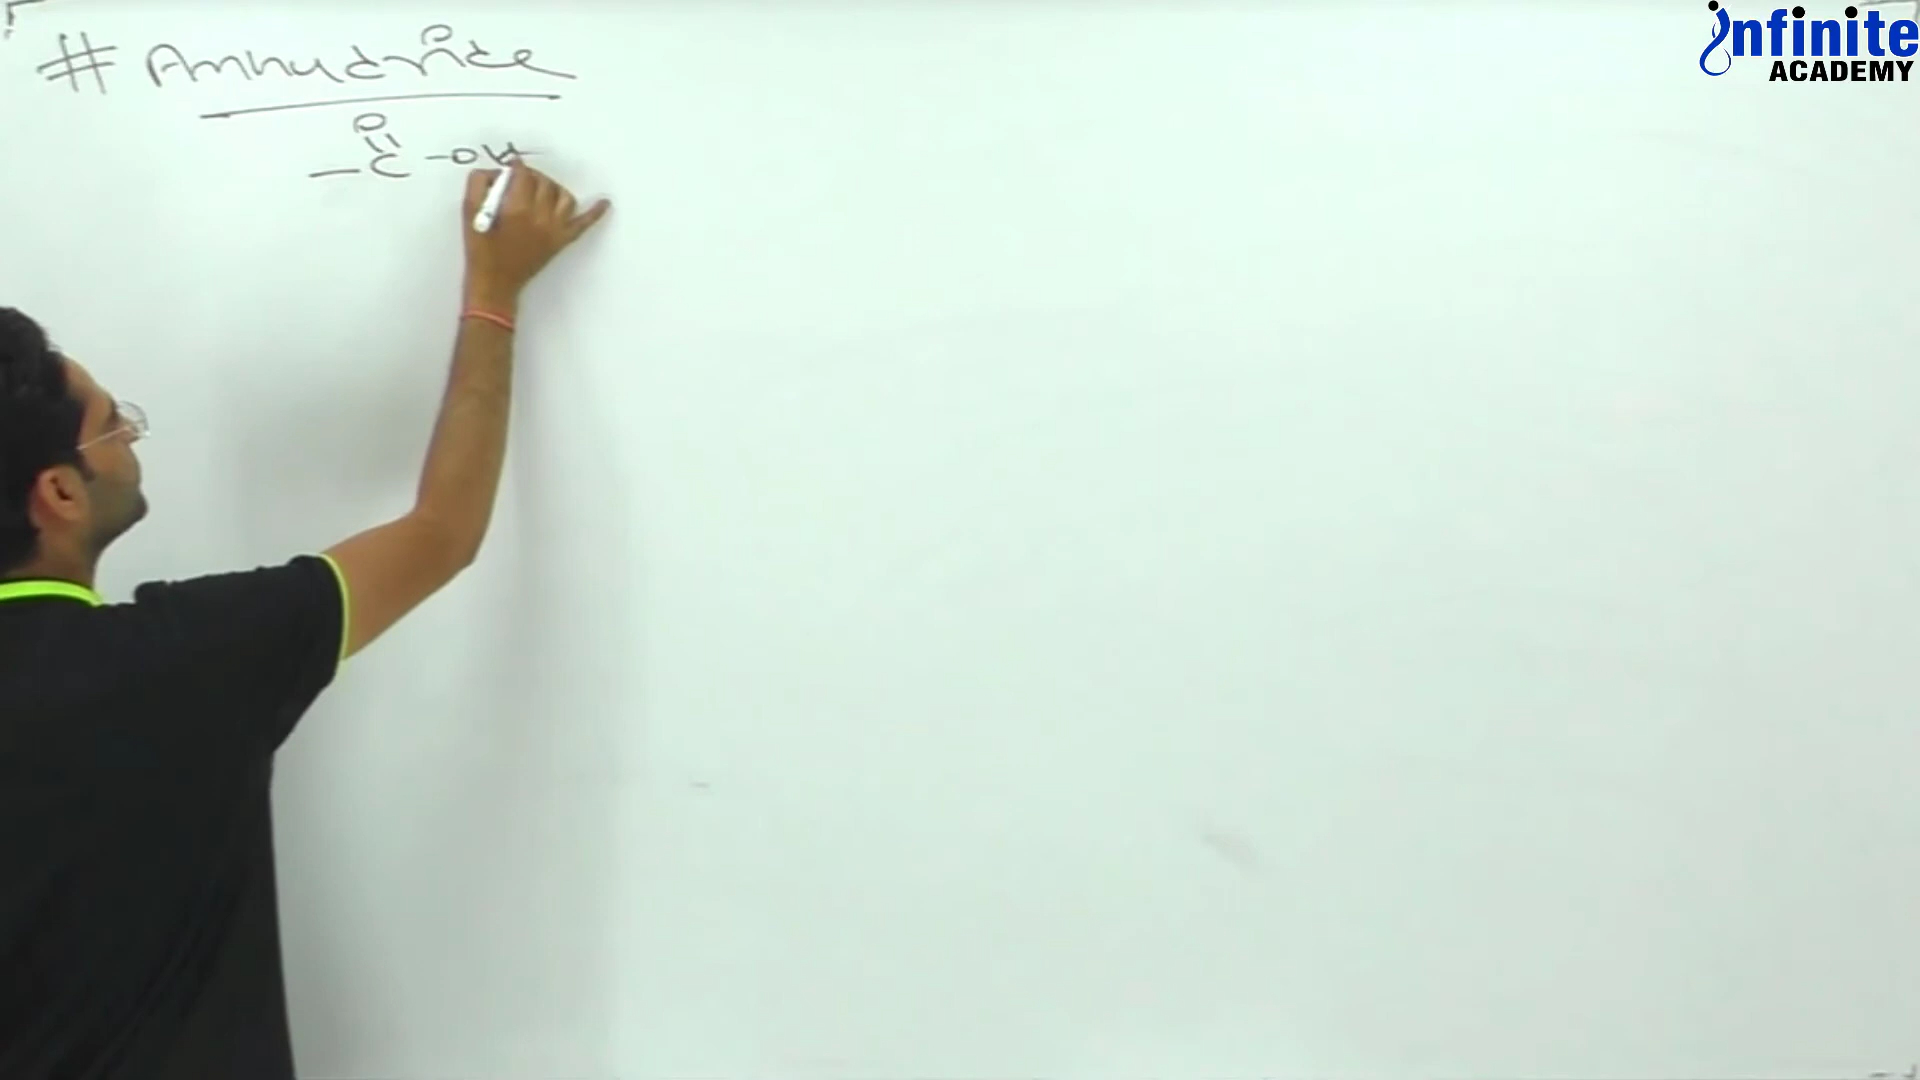 infinite
ACADEMY
# Anhydride
O
||
– C – OH